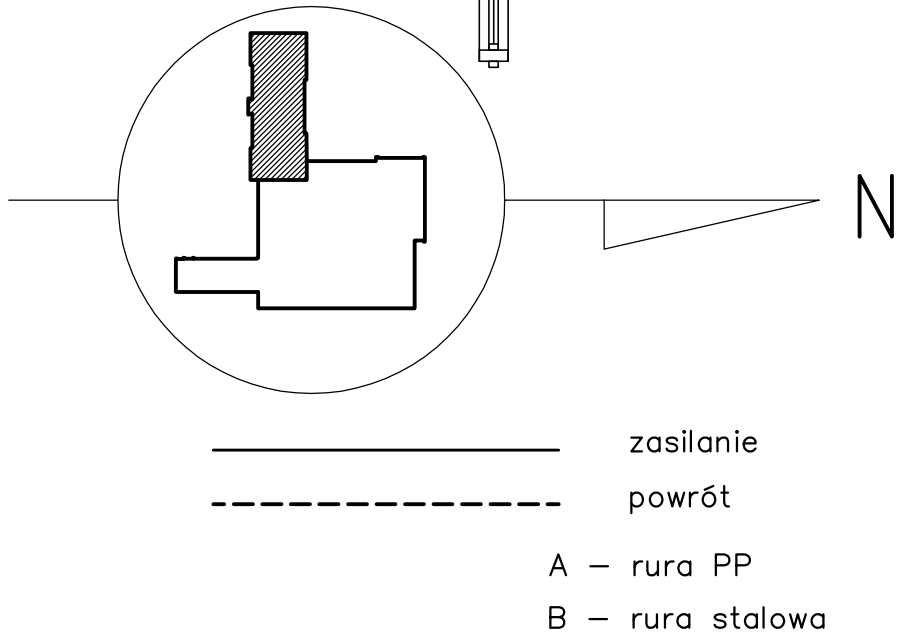 N
zasilanie
powrót
A – rura PP
B – rura stalowa